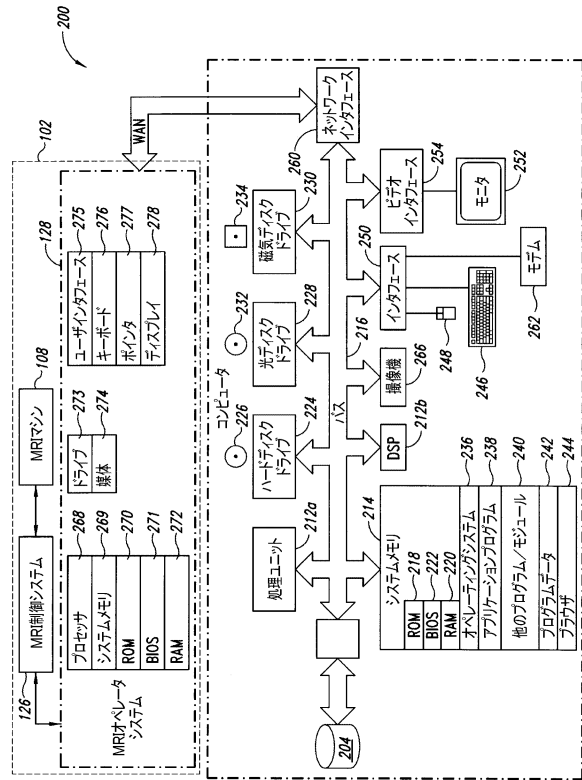 200
102
MRI制御システム
126
MRIマシン
108
128
プロセッサ
268
システムメモリ
269
ROM
270
BIOS
271
RAM
272
MRIオペレータ
システム
ドライブ
273
媒体
274
ユーザインタフェース
275
キーボード
276
ポインタ
277
ディスプレイ
278
WAN
コンピュータ
処理ユニット
212a
ハードディスク
ドライブ
224
226
光ディスク
ドライブ
228
232
磁気ディスク
ドライブ
230
234
ネットワーク
インタフェース
260
バス
216
204
システムメモリ
214
ROM
218
BIOS
222
RAM
220
オペレーティングシステム
236
アプリケーションプログラム
238
他のプログラム/モジュール
240
プログラムデータ
242
ブラウザ
244
DSP
212b
撮像機
266
インタフェース
250
248
246
モデム
262
ビデオ
インタフェース
254
モニタ
252